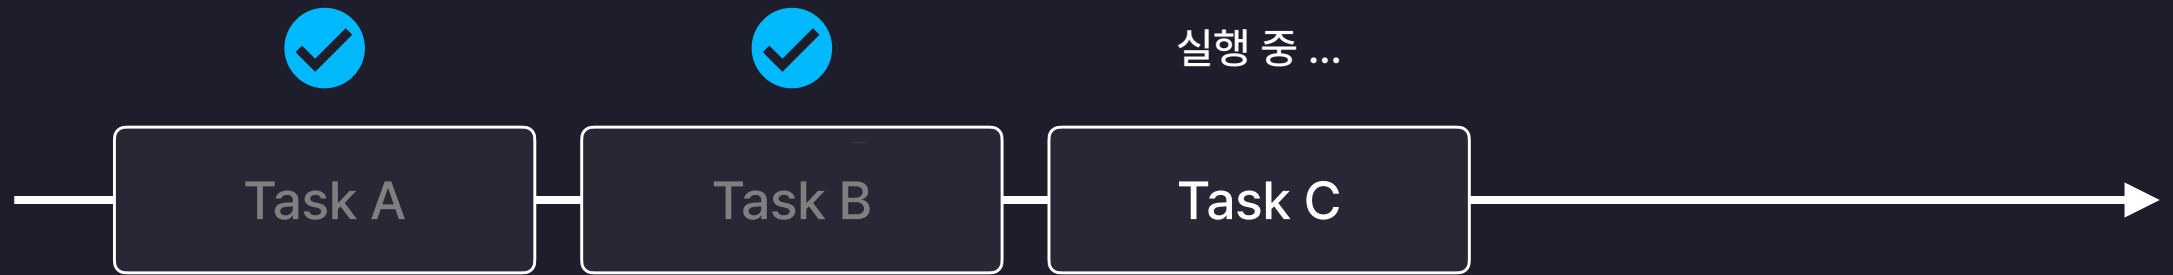 실행 중 ...
Task A
Task B
Task C